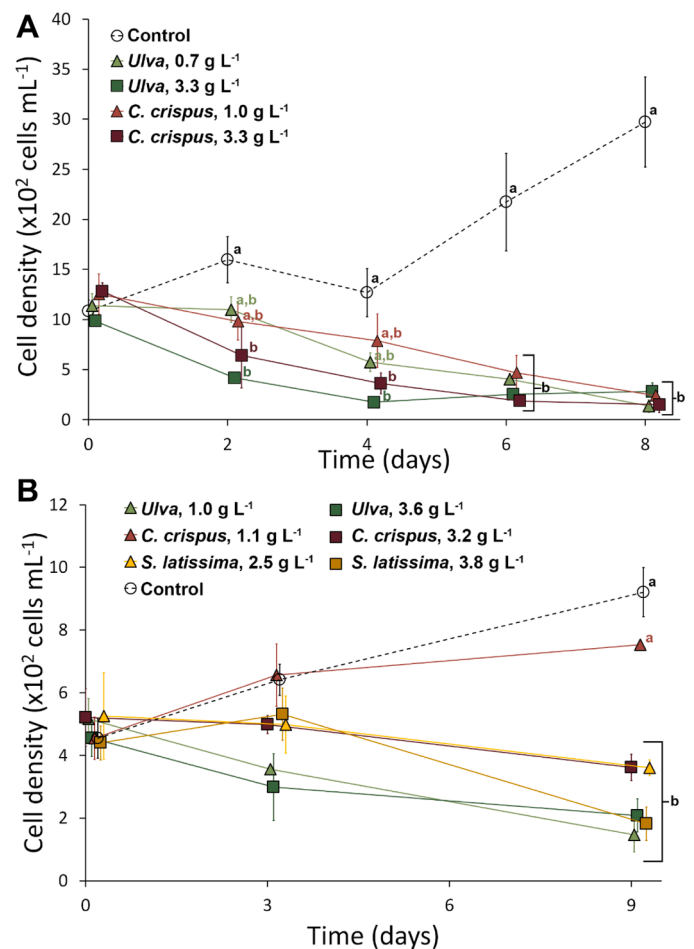 A
Control
Ulva, 0.7 g L⁻¹
Ulva, 3.3 g L⁻¹
C. crispus, 1.0 g L⁻¹
C. crispus, 3.3 g L⁻¹
Cell density (x10² cells mL⁻¹)
40
35
30
25
20
15
10
5
0
a
a
a
a
a,b
a,b
b
b
a,b
a,b
b
b
b
b
0 2 4 6 8
Time (days)
B
Ulva, 1.0 g L⁻¹ Ulva, 3.6 g L⁻¹
C. crispus, 1.1 g L⁻¹ C. crispus, 3.2 g L⁻¹
S. latissima, 2.5 g L⁻¹ S. latissima, 3.8 g L⁻¹
Control
Cell density (x10² cells mL⁻¹)
12
10
8
6
4
2
0
a
a
b
0 3 6 9
Time (days)